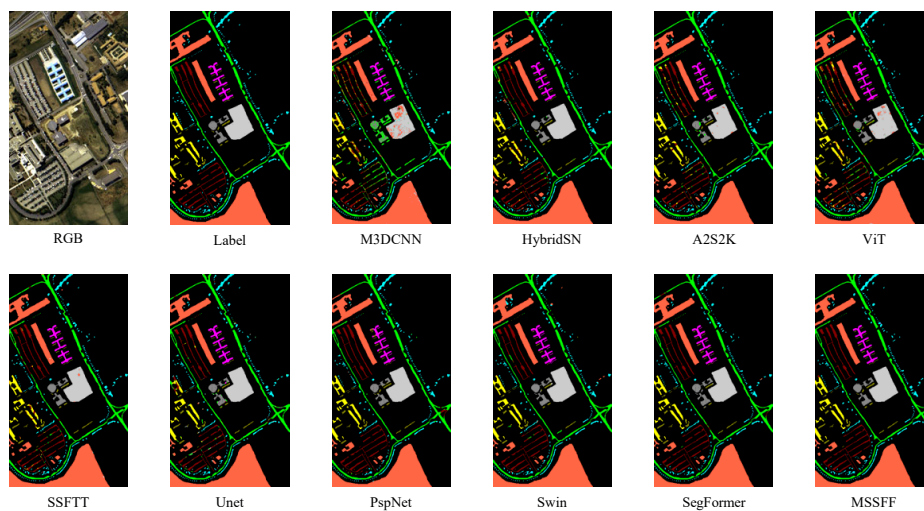 RGB
Label
M3DCNN
HybridSN
A2S2K
ViT
SSFTT
Unet
PspNet
Swin
SegFormer
MSSFF